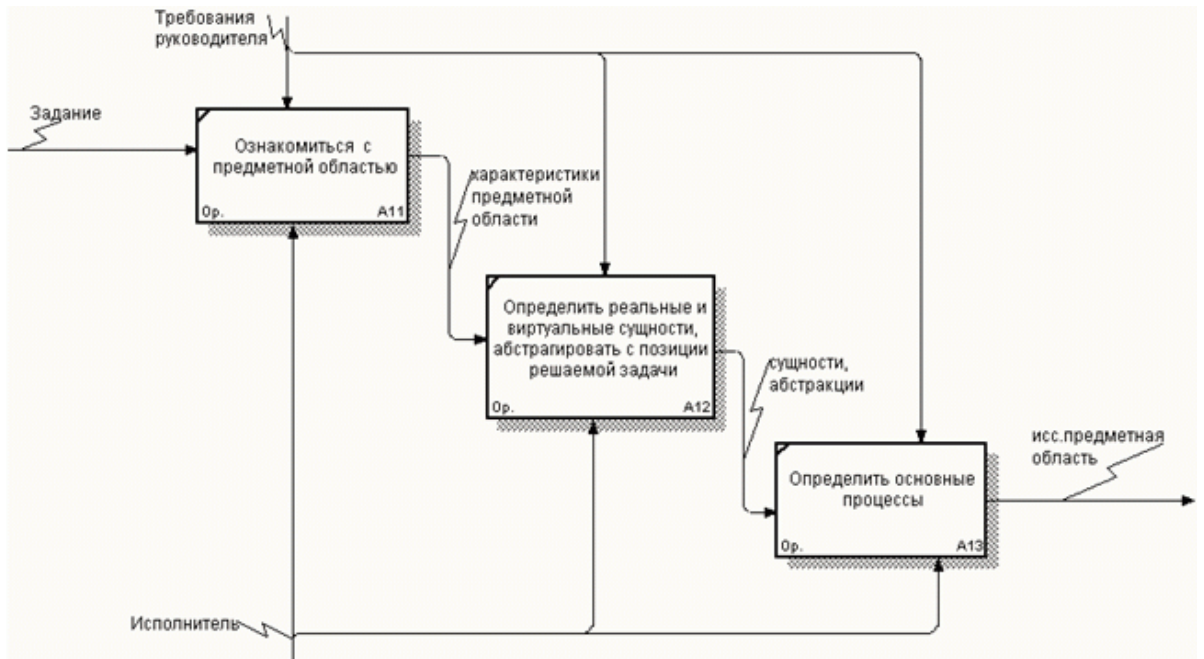 Требования
руководителя
Задание
Ознакомиться с
предметной областью
0р.
A11
характеристики
предметной
области
Определить реальные и
виртуальные сущности,
абстрагировать с позиции
решаемой задачи
0р.
A12
сущности,
абстракции
Определить основные
процессы
0р.
A13
исс.предметная
область
Исполнитель